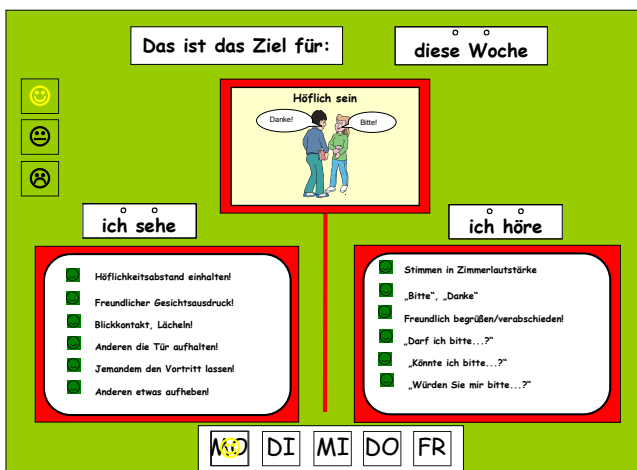 Das ist das Ziel für:
diese Woche
Höflich sein
Danke!
Bitte!
ich sehe
ich höre
Höflichkeitsabstand einhalten!
Freundlicher Gesichtsausdruck!
Blickkontakt, Lächeln!
Anderen die Tür aufhalten!
Jemandem den Vortritt lassen!
Anderen etwas aufheben!
Stimmen in Zimmerlautstärke
„Bitte“, „Danke“
Freundlich begrüßen/verabschieden!
„Darf ich bitte...?“
„Könnte ich bitte...?“
„Würden Sie mir bitte...?“
MO DI MI DO FR